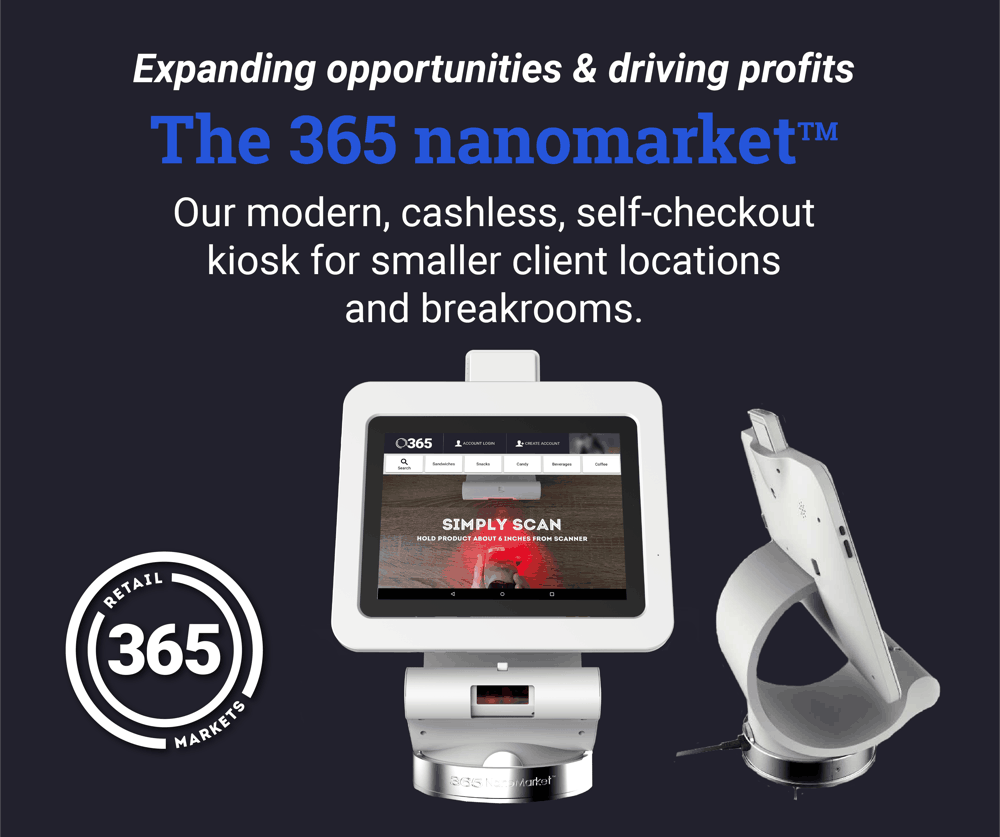 Expanding opportunities & driving profits
The 365 nanomarket™
Our modern, cashless, self-checkout
kiosk for smaller client locations
and breakrooms.
365
ACCOUNT LOGIN
CREATE ACCOUNT
Search
Sandwiches
Snacks
Candy
Beverages
Coffee
SIMPLY SCAN
HOLD PRODUCT ABOUT 6 INCHES FROM SCANNER
RETAIL
365
MARKETS
365 NanoMarket™